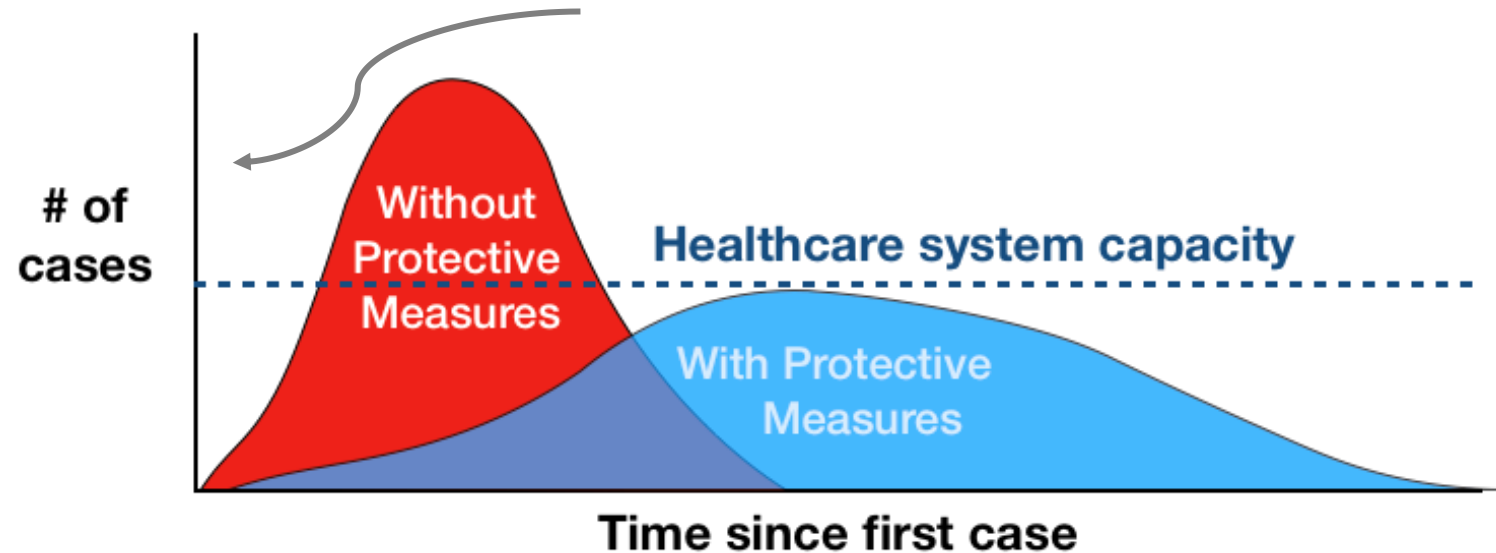 # of
cases
Without
Protective
Measures
Healthcare system capacity
With Protective
Measures
Time since first case